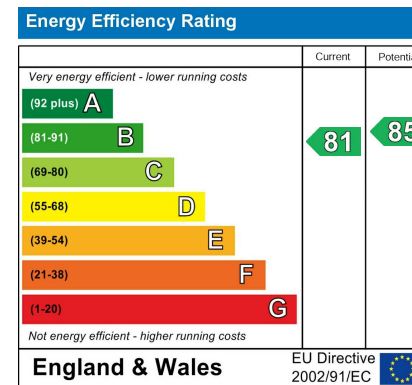 Energy Efficiency Rating
Current Potentia
Very energy efficient - lower running costs
(92 plus) A
(81-91) B
81
85
(69-80) C
(55-68) D
(39-54) E
(21-38) F
(1-20) G
Not energy efficient - higher running costs
England & Wales
EU Directive
2002/91/EC